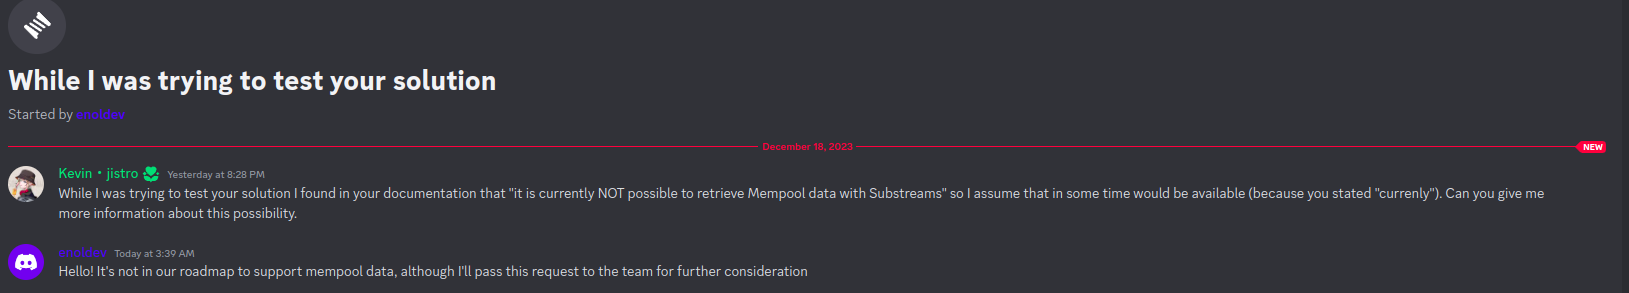 While I was trying to test your solution
Started by enoldev
December 18, 2023
NEW
Kevin • jistro Yesterday at 8:28 PM
While I was trying to test your solution I found in your documentation that "it is currently NOT possible to retrieve Mempool data with Substreams" so I assume that in some time would be available (because you stated "currenly"). Can you give me
more information about this possibility.
enoldev Today at 3:39 AM
Hello! It's not in our roadmap to support mempool data, although I'll pass this request to the team for further consideration